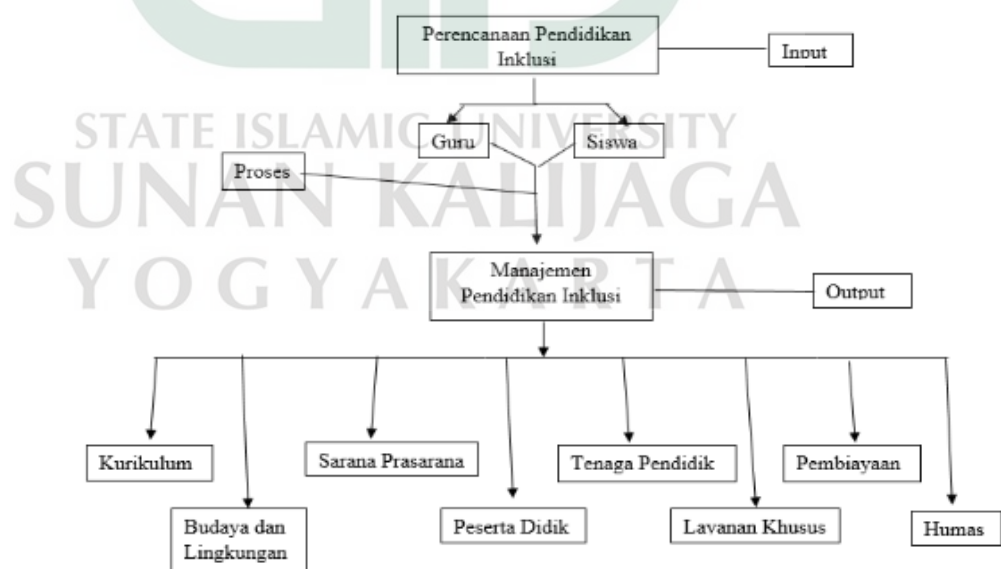 Perencanaan Pendidikan
Inklusi
Input
STATE ISLAMIC UNIVERSITY
Guru
Siswa
Proses
SUNAN KALIJAGA
Manajemen
Pendidikan Inklusi
YOGYAKARTA
Output
Kurikulum
Sarana Prasarana
Tenaga Pendidik
Pembiayaan
Budaya dan
Lingkungan
Peserta Didik
Layanan Khusus
Humas